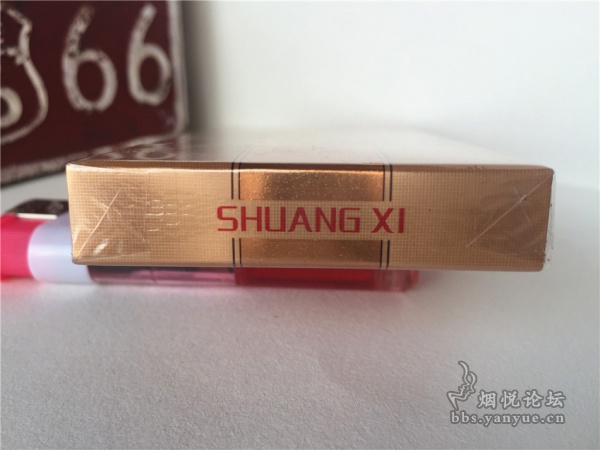 66
SHUANG XI
烟悦论坛
bbs.yanyue.cn